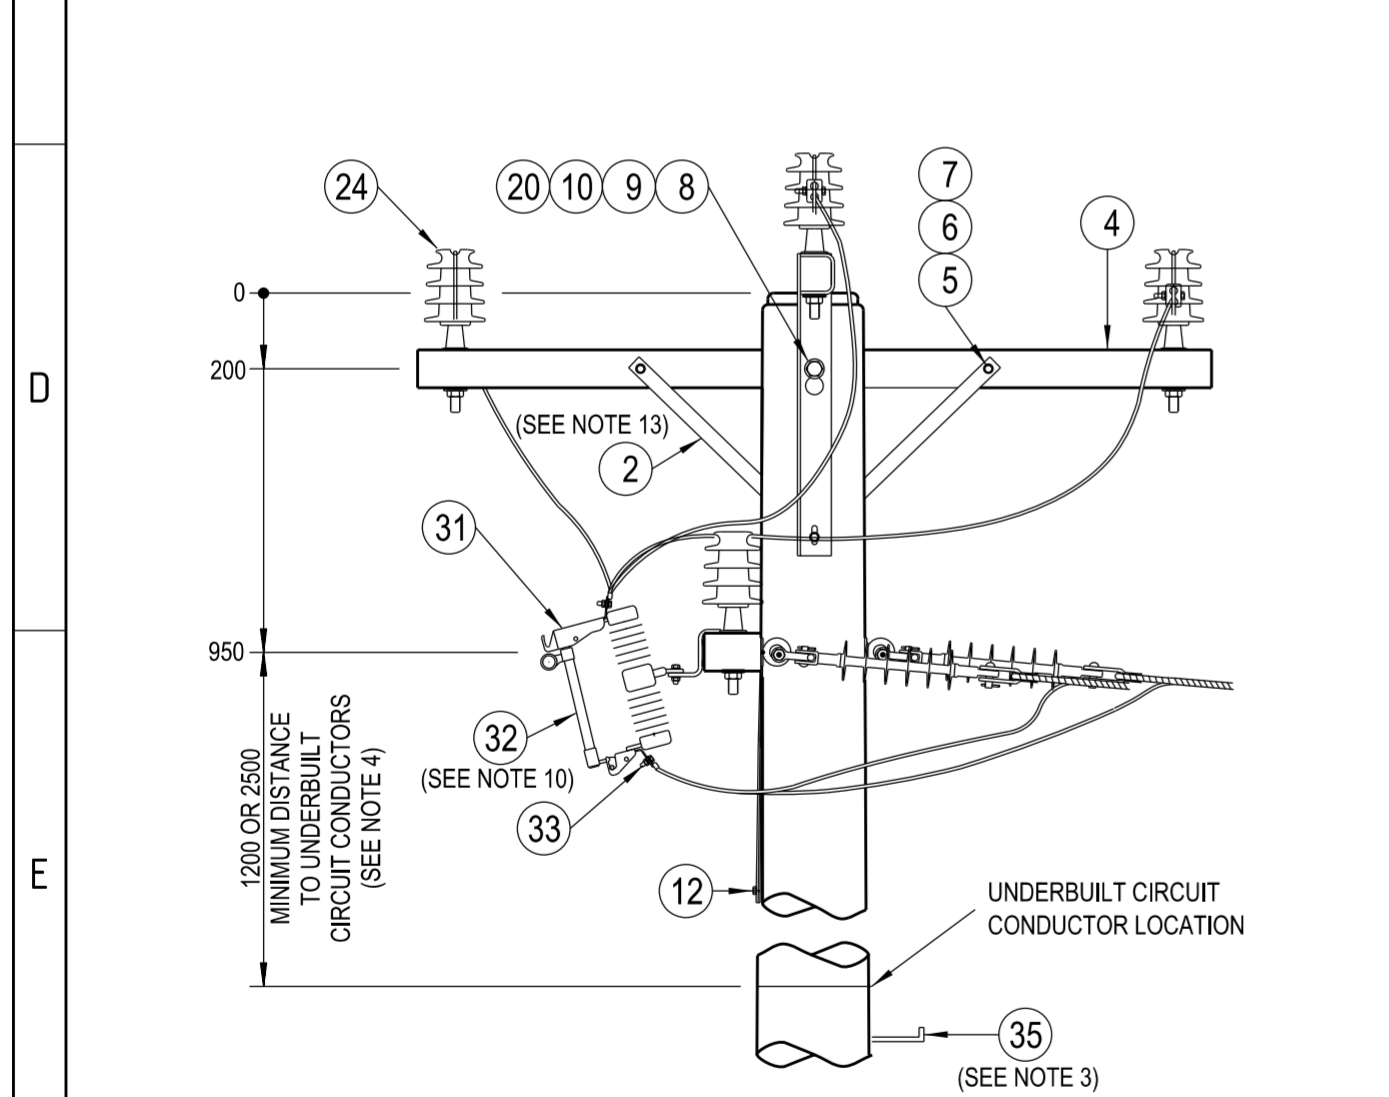 24
20 10 9 8
7
6
5
4
0
200
D
(SEE NOTE 13)
2
31
950
32
(SEE NOTE 10)
33
1200 OR 2500
MINIMUM DISTANCE
TO UNDERBUILT
CIRCUIT CONDUCTORS
(SEE NOTE 4)
E
12
UNDERBUILT CIRCUIT
CONDUCTOR LOCATION
35
(SEE NOTE 3)